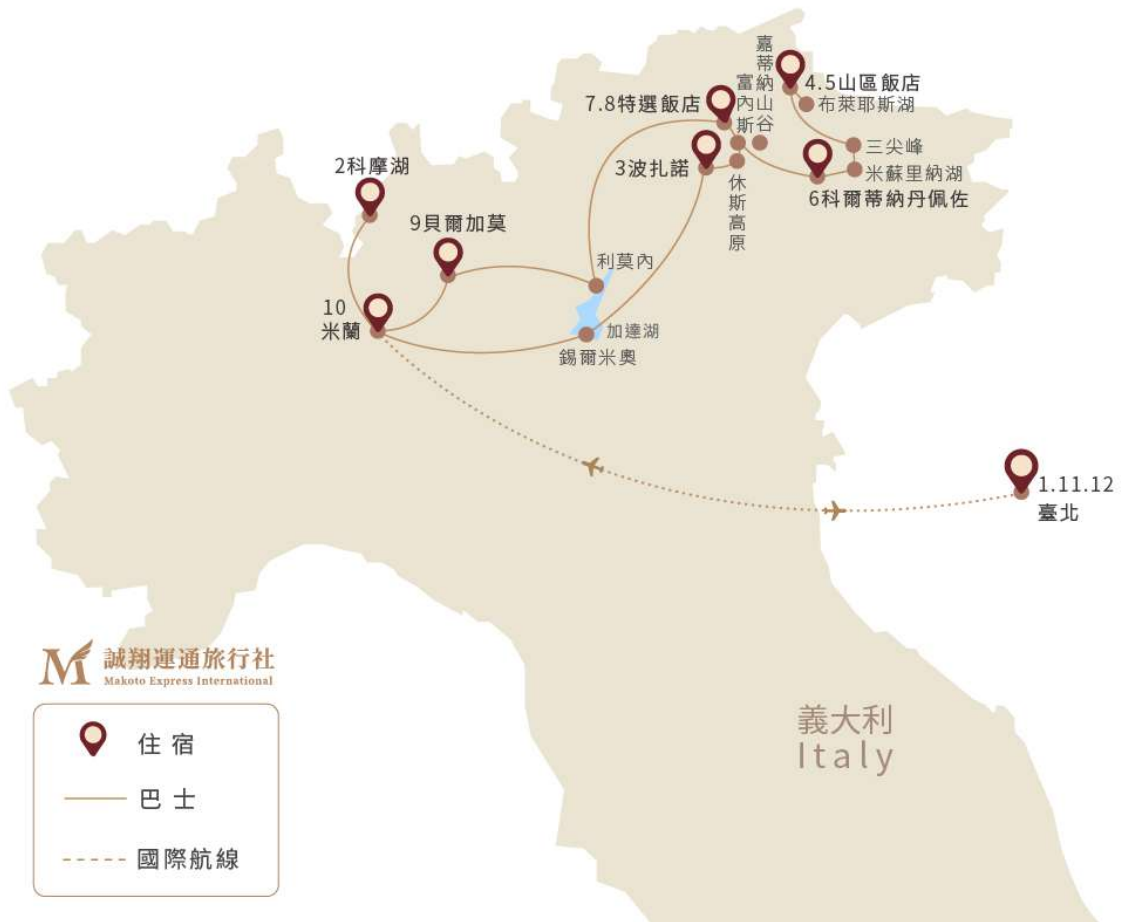 嘉蒂納山谷
富內斯
4.5山區飯店
布萊耶斯湖
7.8特選飯店
三尖峰
2科摩湖
3波扎諾
米蘇里納湖
6科爾蒂納丹佩佐
休斯高原
9貝爾加莫
利莫內
10
米蘭
加達湖
錫爾米奧
1.11.12
臺北
M 誠翔運通旅行社
Makoto Express International
住宿
巴士
國際航線
義大利
Italy